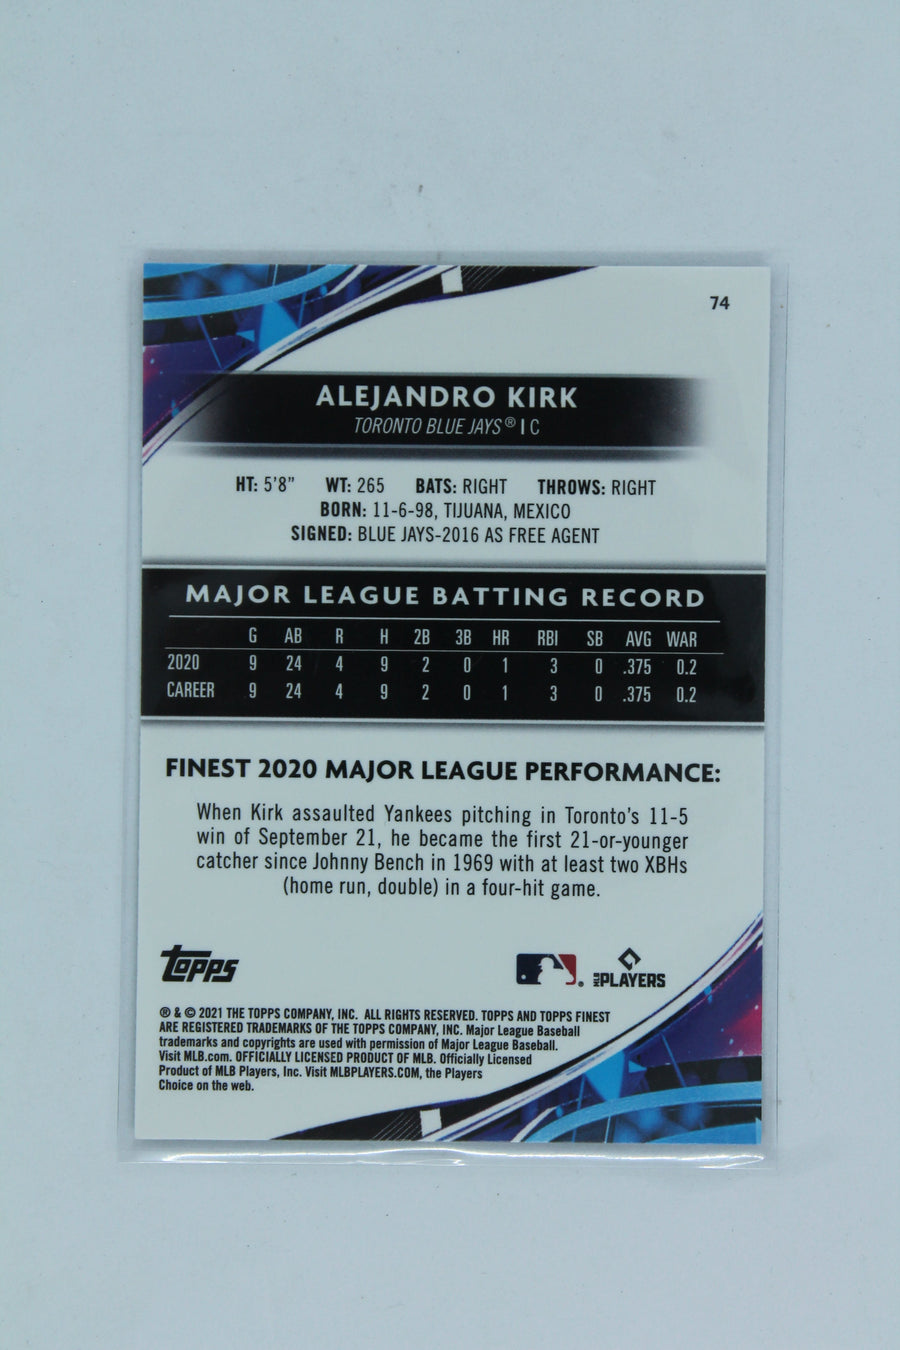 74
ALEJANDRO KIRK
TORONTO BLUE JAYS® | C
HT: 5'8" WT: 265 BATS: RIGHT THROWS: RIGHT
BORN: 11-6-98, TIJUANA, MEXICO
SIGNED: BLUE JAYS-2016 AS FREE AGENT
MAJOR LEAGUE BATTING RECORD
G AB R H 2B 3B HR RBI SB AVG WAR
2020 9 24 4 9 2 0 1 3 0 .375 0.2
CAREER 9 24 4 9 2 0 1 3 0 .375 0.2
FINEST 2020 MAJOR LEAGUE PERFORMANCE:
When Kirk assaulted Yankees pitching in Toronto's 11-5
win of September 21, he became the first 21-or-younger
catcher since Johnny Bench in 1969 with at least two XBHs
(home run, double) in a four-hit game.
Topps
MLB PLAYERS
® & © 2021 THE TOPPS COMPANY, INC. ALL RIGHTS RESERVED. TOPPS AND TOPPS FINEST
ARE REGISTERED TRADEMARKS OF THE TOPPS COMPANY, INC. Major League Baseball
trademarks and copyrights are used with permission of Major League Baseball.
Visit MLB.com. OFFICIALLY LICENSED PRODUCT OF MLB. Officially Licensed
Product of MLB Players, Inc. Visit MLBPLAYERS.COM, the Players
Choice on the web.